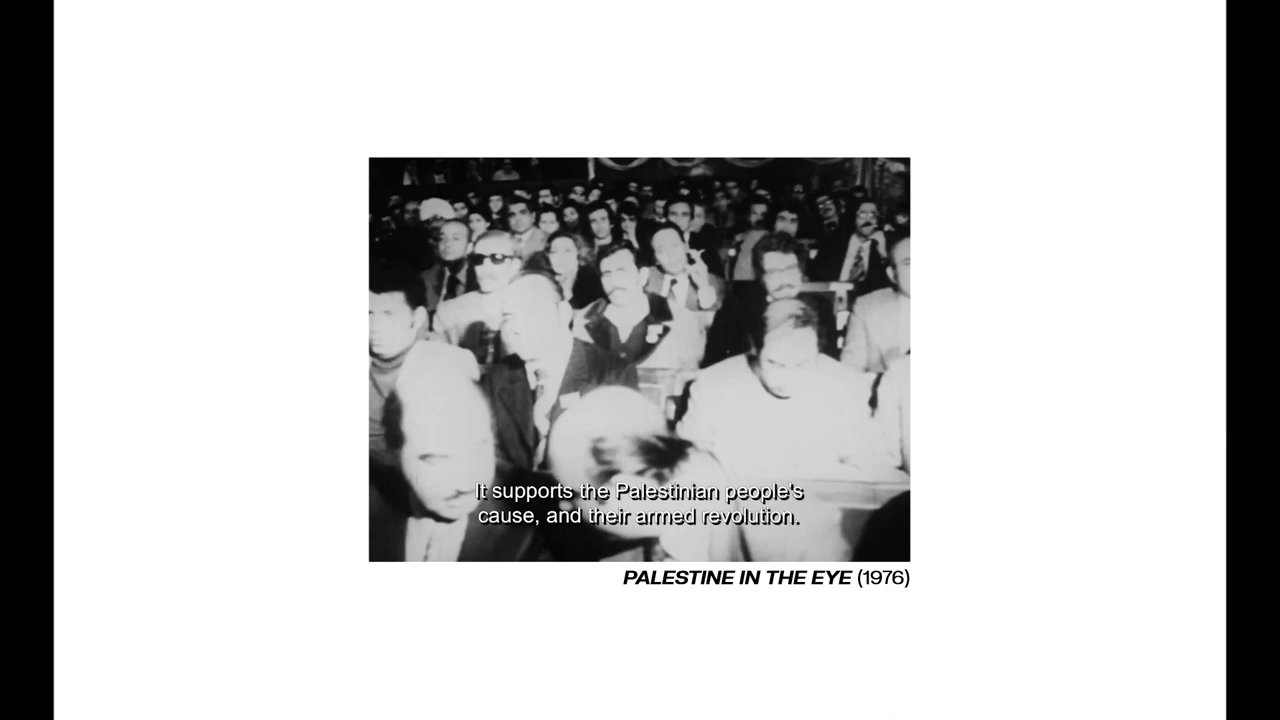 It supports the Palestinian people's
cause, and their armed revolution.
PALESTINE IN THE EYE (1976)